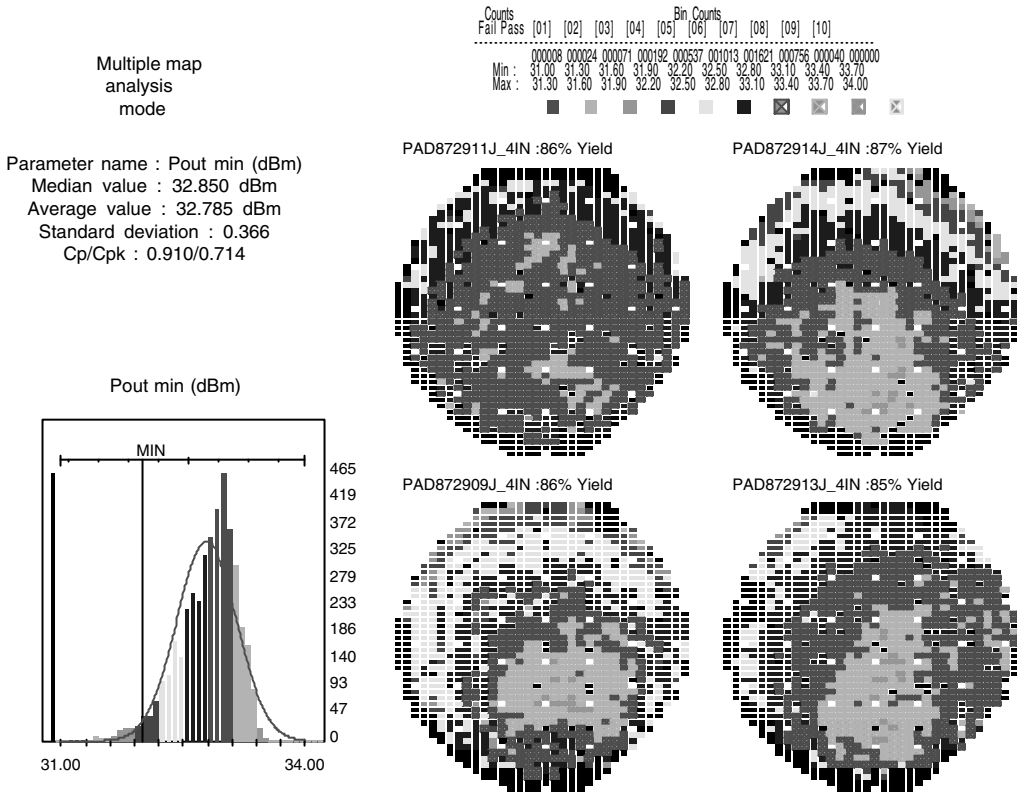 Counts Bin Counts
Fail Pass [01] [02] [03] [04] [05] [06] [07] [08] [09] [10]
000008 000024 000071 000192 000537 001013 001621 000756 000040 000000
Min : 31.00 31.30 31.60 31.90 32.20 32.50 32.80 33.10 33.40 33.70
Max : 31.30 31.60 31.90 32.20 32.50 32.80 33.10 33.40 33.70 34.00
Multiple map
analysis
mode
Parameter name : Pout min (dBm)
Median value : 32.850 dBm
Average value : 32.785 dBm
Standard deviation : 0.366
Cp/Cpk : 0.910/0.714
PAD872911J_4IN :86% Yield
PAD872914J_4IN :87% Yield
Pout min (dBm)
MIN
465
419
372
325
279
233
186
140
93
47
0
31.00 34.00
PAD872909J_4IN :86% Yield
PAD872913J_4IN :85% Yield